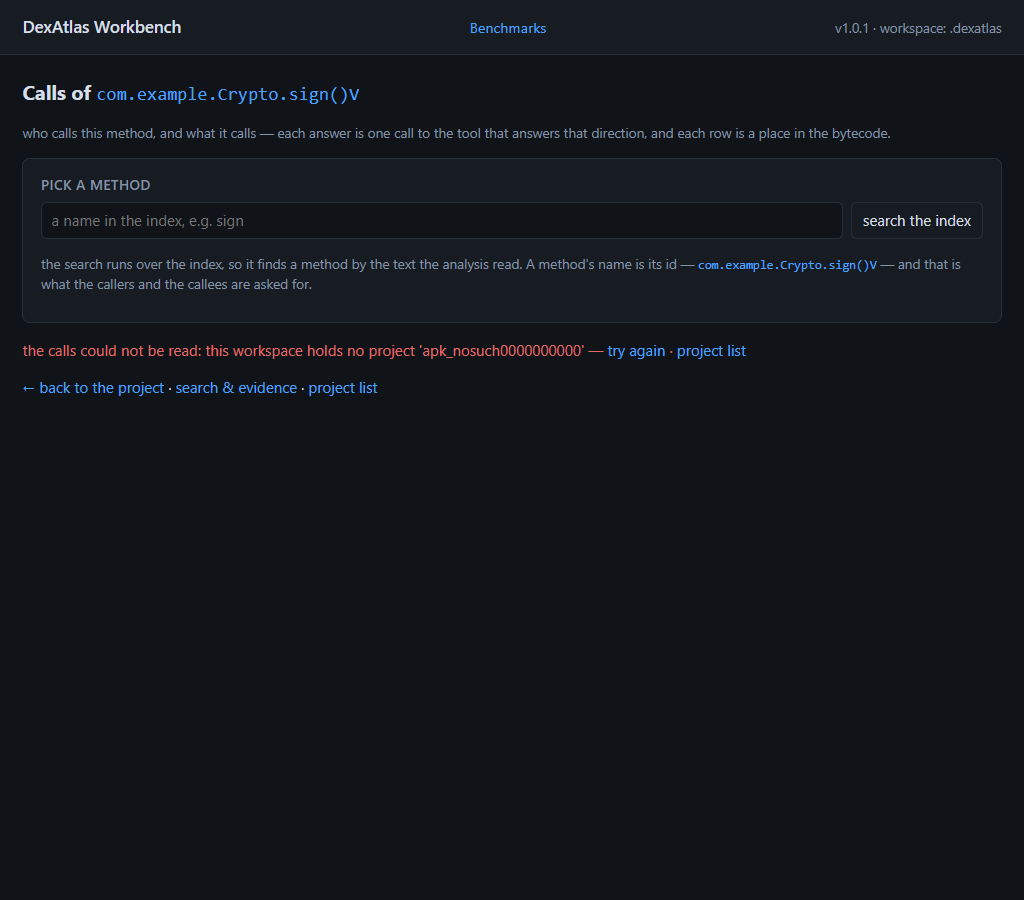 DexAtlas Workbench
Benchmarks
v1.0.1 · workspace: .dexatlas
Calls of com.example.Crypto.sign()V
who calls this method, and what it calls — each answer is one call to the tool that answers that direction, and each row is a place in the bytecode.
PICK A METHOD
a name in the index, e.g. sign
search the index
the search runs over the index, so it finds a method by the text the analysis read. A method's name is its id — com.example.Crypto.sign()V — and that is
what the callers and the callees are asked for.
the calls could not be read: this workspace holds no project 'apk_nosuch0000000000' — try again · project list
← back to the project · search & evidence · project list